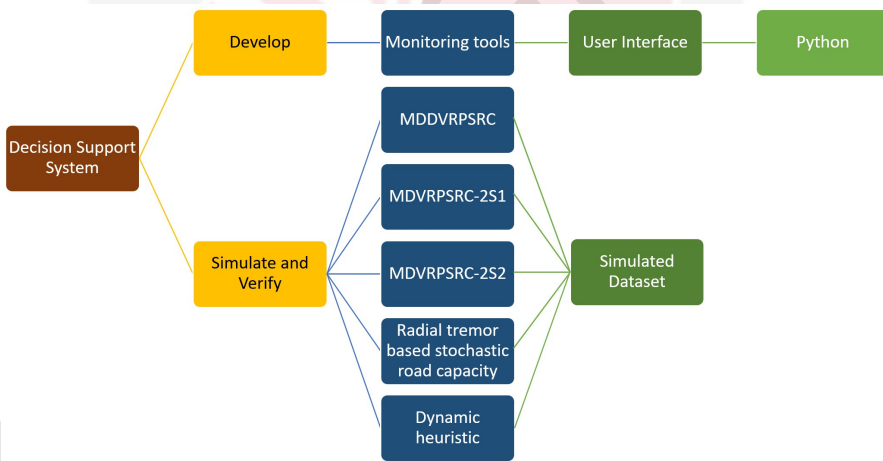 Develop
Monitoring tools
User Interface
Python
MDDVRPSRC
Decision Support
System
MDVRPSRC-2S1
Simulate and
Verify
MDVRPSRC-2S2
Simulated
Dataset
Radial tremor
based stochastic
road capacity
Dynamic
heuristic